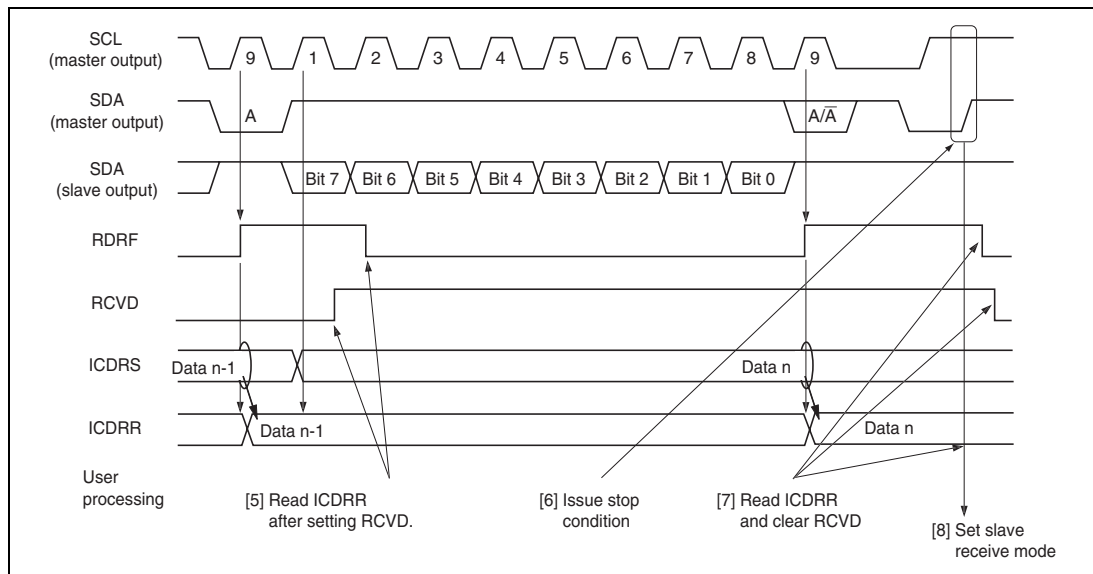 SCL
(master output)
9 1 2 3 4 5 6 7 8 9
SDA
(master output)
A A/A̅
SDA
(slave output)
Bit 7 Bit 6 Bit 5 Bit 4 Bit 3 Bit 2 Bit 1 Bit 0
RDRF
RCVD
ICDRS
Data n-1 Data n
ICDRR
Data n-1 Data n
User
processing
[5] Read ICDRR
after setting RCVD.
[6] Issue stop
condition
[7] Read ICDRR
and clear RCVD
[8] Set slave
receive mode